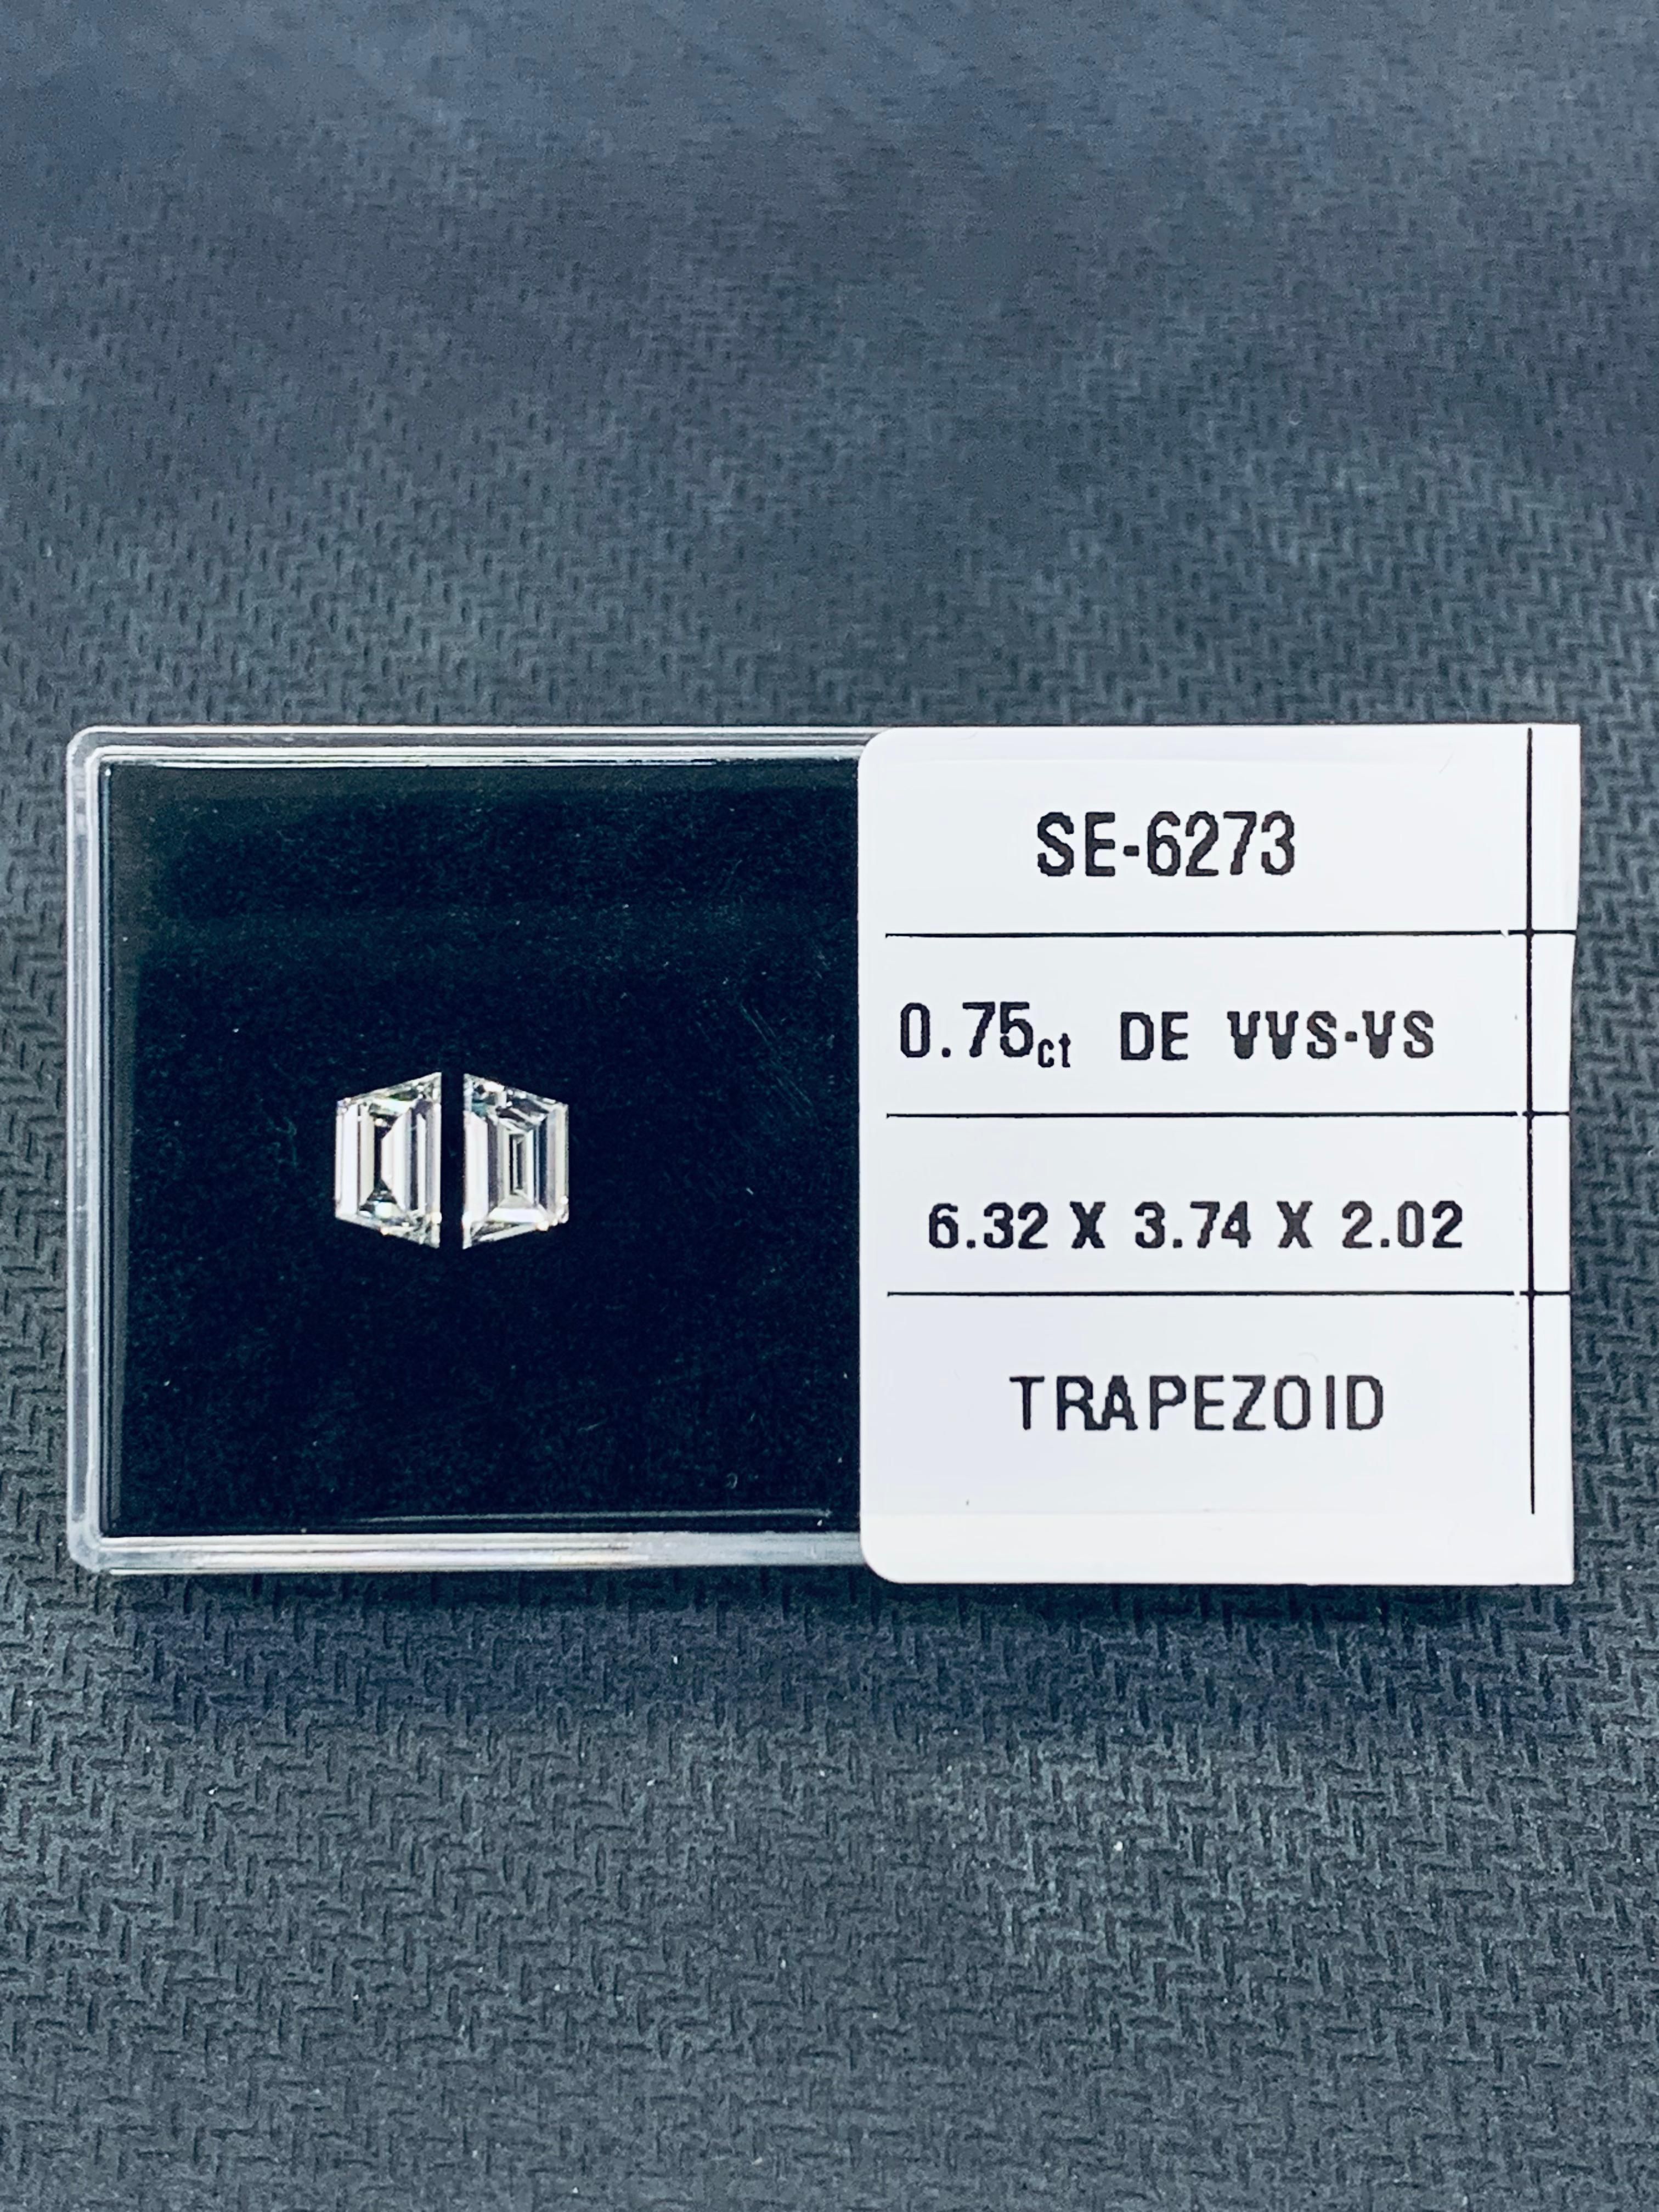 SE-6273
0.75ct DE VVS-VS
6.32 X 3.74 X 2.02
TRAPEZOID